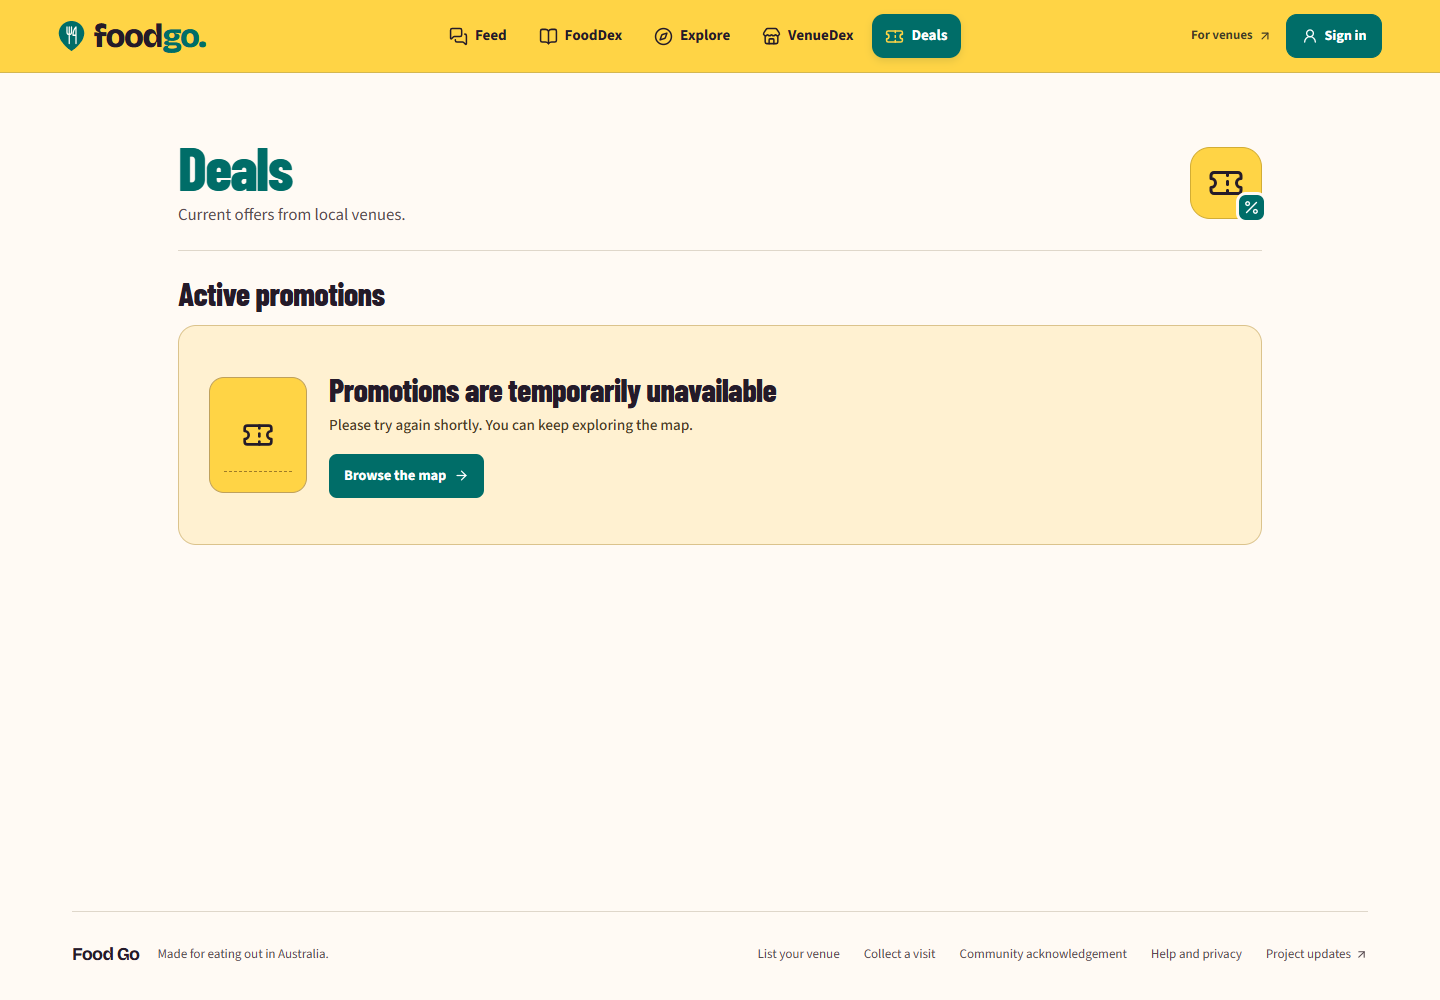 foodgo.
Feed
FoodDex
Explore
VenueDex
Deals
For venues
Sign in
Deals
Current offers from local venues.
%
Active promotions
Promotions are temporarily unavailable
Please try again shortly. You can keep exploring the map.
Browse the map
Food Go
Made for eating out in Australia.
List your venue
Collect a visit
Community acknowledgement
Help and privacy
Project updates